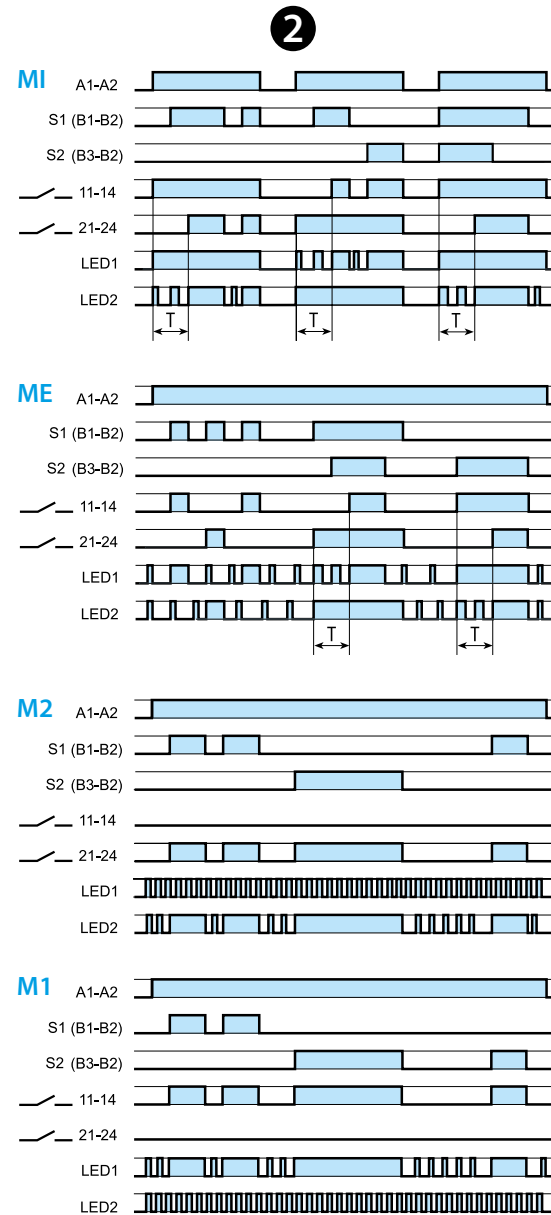 2
MI A1-A2
S1 (B1-B2)
S2 (B3-B2)
11-14
21-24
LED1
LED2
T T T
ME A1-A2
S1 (B1-B2)
S2 (B3-B2)
11-14
21-24
LED1
LED2
T T
M2 A1-A2
S1 (B1-B2)
S2 (B3-B2)
11-14
21-24
LED1
LED2
M1 A1-A2
S1 (B1-B2)
S2 (B3-B2)
11-14
21-24
LED1
LED2